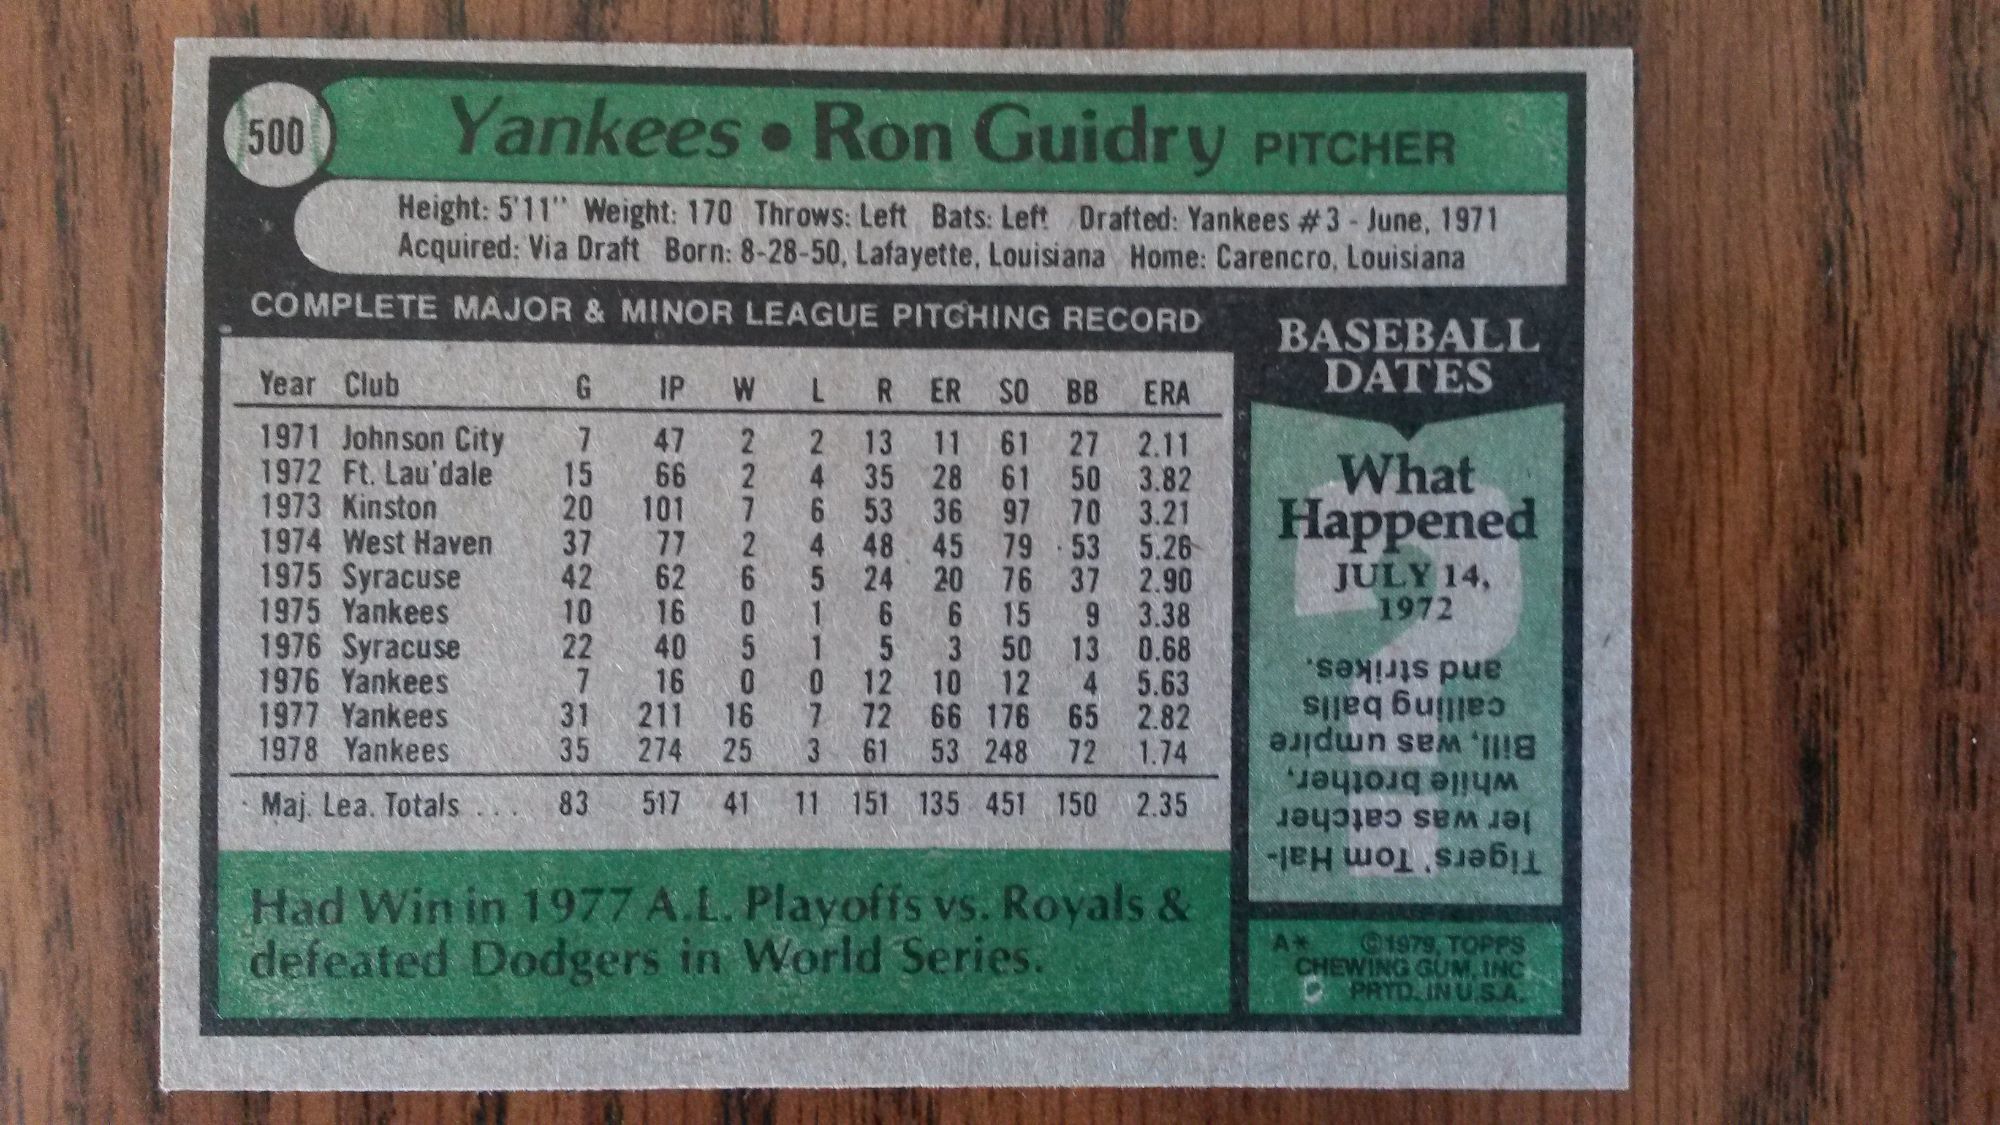 500
Yankees • Ron Guidry PITCHER
Height: 5'11" Weight: 170 Throws: Left Bats: Left Drafted: Yankees #3 - June, 1971
Acquired: Via Draft Born: 8-28-50, Lafayette, Louisiana Home: Carencro, Louisiana
COMPLETE MAJOR & MINOR LEAGUE PITCHING RECORD
Year Club G IP W L R ER SO BB ERA
1971 Johnson City 7 47 2 2 13 11 61 27 2.11
1972 Ft. Lau'dale 15 66 2 4 35 28 61 50 3.82
1973 Kinston 20 101 7 6 53 36 97 70 3.21
1974 West Haven 37 77 2 4 48 45 79 53 5.26
1975 Syracuse 42 62 6 5 24 20 76 37 2.90
1975 Yankees 10 16 0 1 6 6 15 9 3.38
1976 Syracuse 22 40 5 1 5 3 50 13 0.68
1976 Yankees 7 16 0 0 12 10 12 4 5.63
1977 Yankees 31 211 16 7 72 66 176 65 2.82
1978 Yankees 35 274 25 3 61 53 248 72 1.74
Maj. Lea. Totals ... 83 517 41 11 151 135 451 150 2.35
Had Win in 1977 A.L. Playoffs vs. Royals &
defeated Dodgers in World Series.
BASEBALL
DATES
What
Happened
JULY 14,
1972
?
Tigers' Tom Hal-
ler was catcher
while brother,
Bill, was umpire
calling balls
and strikes.
A* ©1979, TOPPS
CHEWING GUM, INC.
PRTD. IN U.S.A.